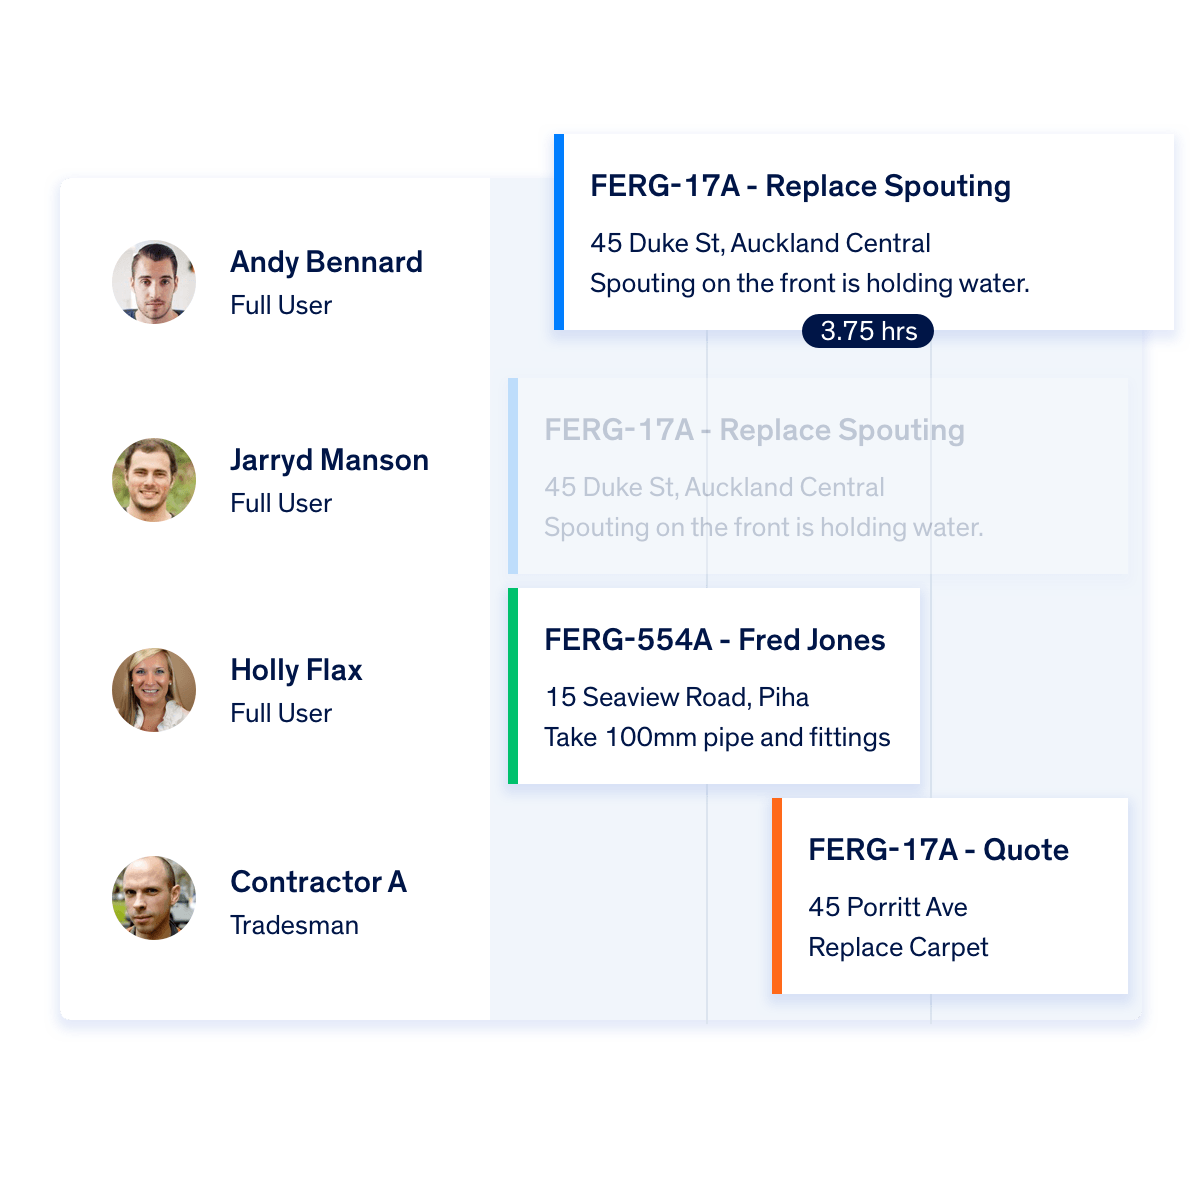 Andy Bennard
Full User
FERG-17A - Replace Spouting
45 Duke St, Auckland Central
Spouting on the front is holding water.
3.75 hrs
Jarryd Manson
Full User
FERG-17A - Replace Spouting
45 Duke St, Auckland Central
Spouting on the front is holding water.
Holly Flax
Full User
FERG-554A - Fred Jones
15 Seaview Road, Piha
Take 100mm pipe and fittings
Contractor A
Tradesman
FERG-17A - Quote
45 Porritt Ave
Replace Carpet